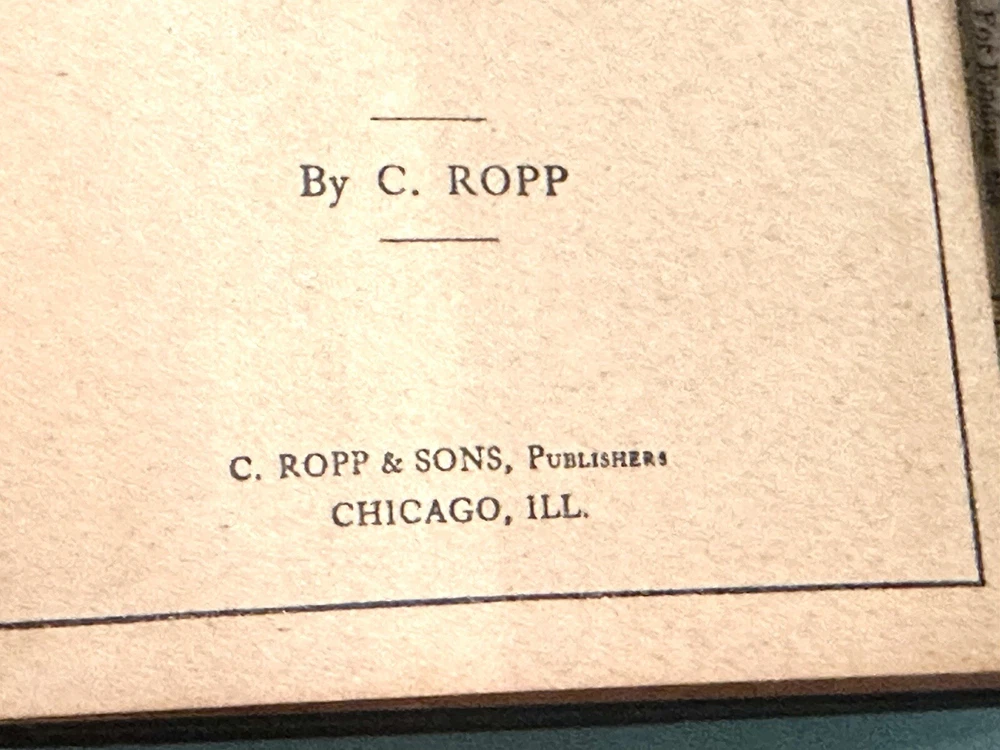 By C. ROPP
C. ROPP & SONS, PUBLISHERS
CHICAGO, ILL.